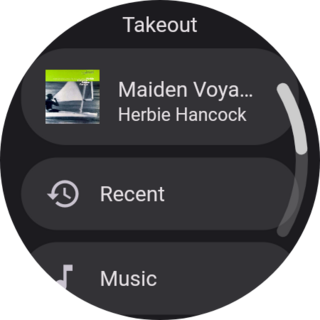 Takeout
Maiden Voya...
Herbie Hancock
Recent
Music